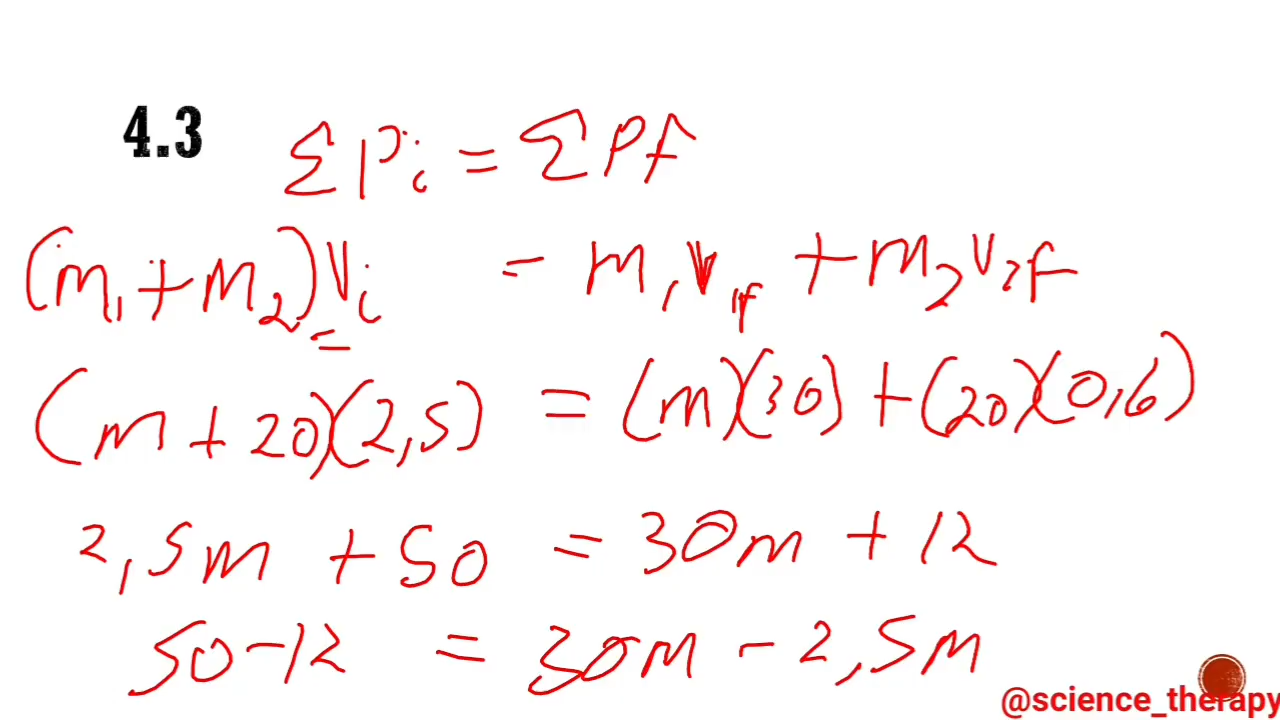 4.3 Σpi = Σpf
(m₁+m₂)vi = m₁v₁f + m₂v₂f
(m+20)(2,5) = (m)(30)+(20)(0,6)
2,5m + 50 = 30m + 12
50-12 = 30m - 2,5m
@science_therapy